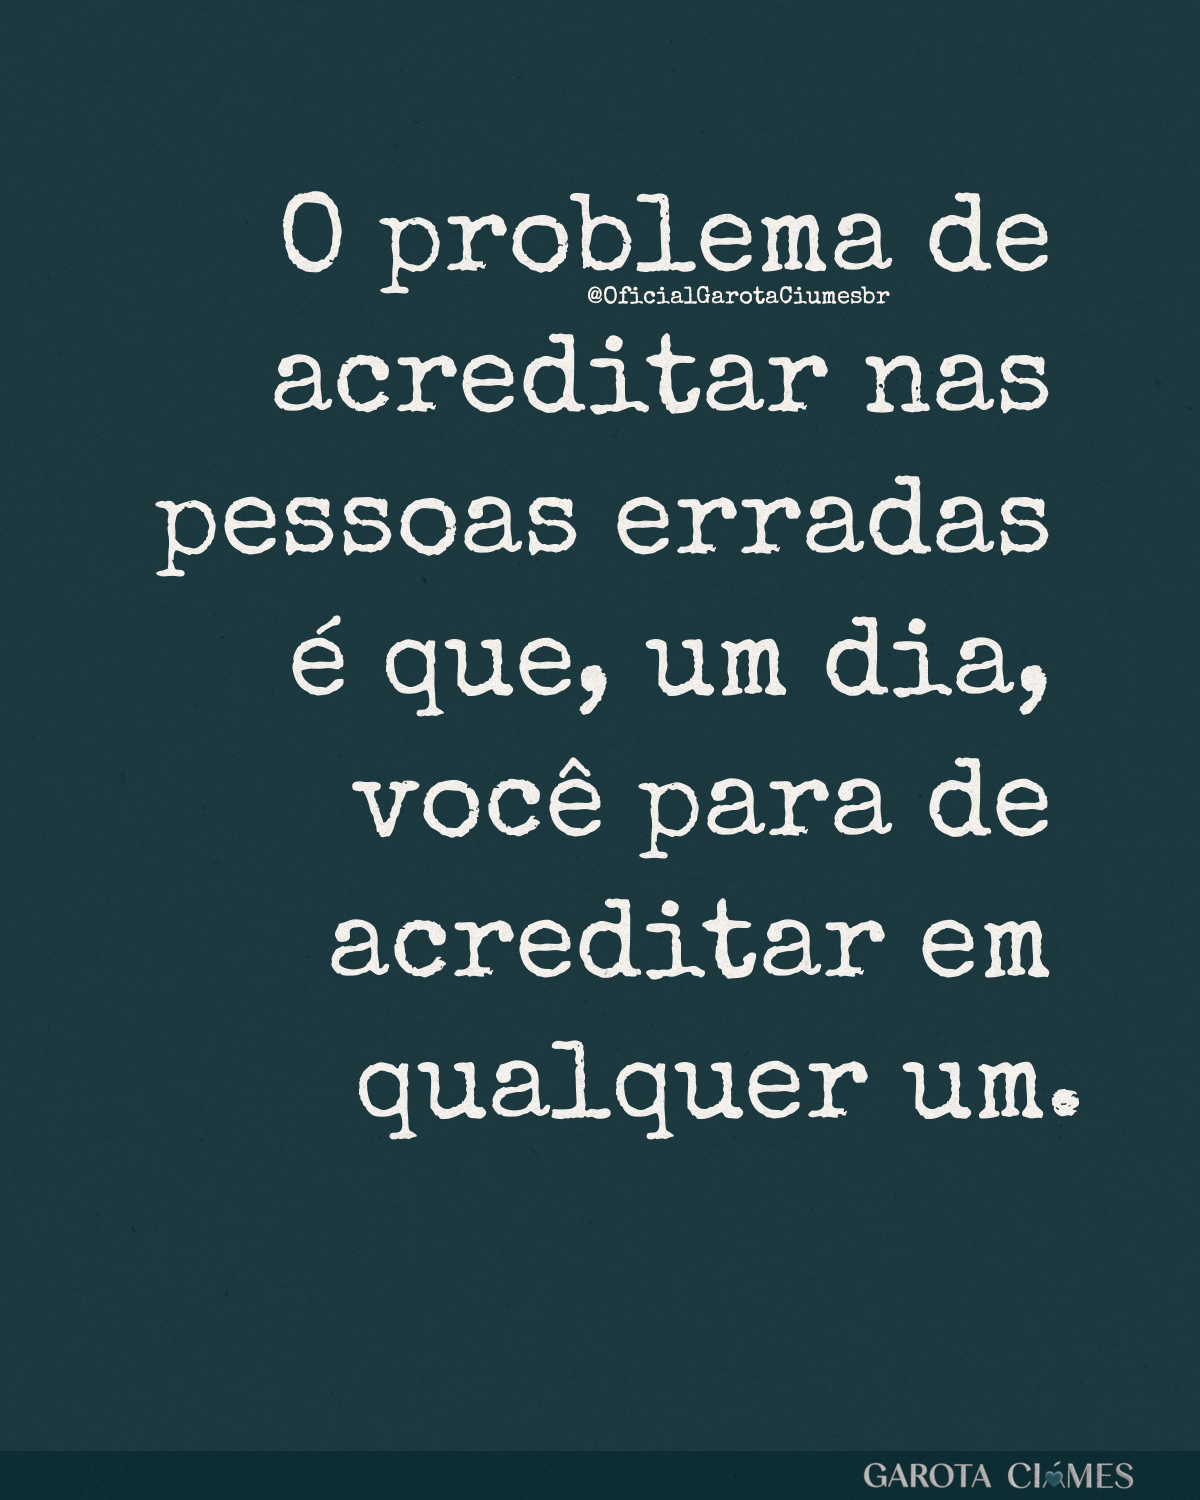 O problema de
@OficialGarotaCiumesbr
acreditar nas
pessoas erradas
é que, um dia,
você para de
acreditar em
qualquer um.
GAROTA CIÚMES